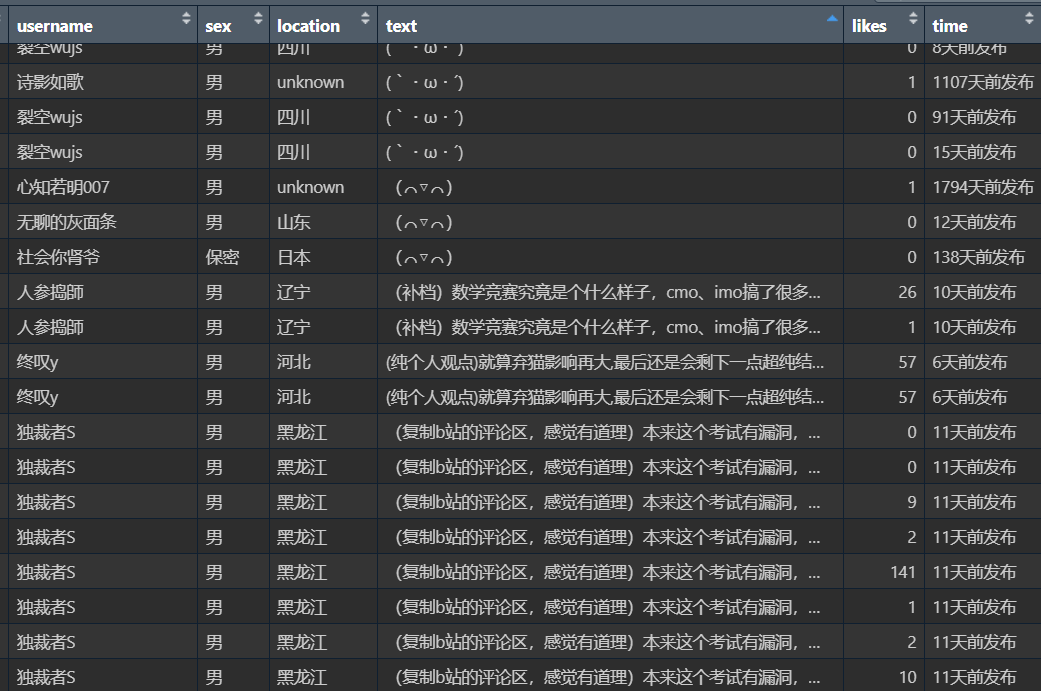 username sex location text likes time
裂空wujs 男 四川 (｀・ω・´) 0 8天前发布
诗影如歌 男 unknown (｀・ω・´) 1 1107天前发布
裂空wujs 男 四川 (｀・ω・´) 0 91天前发布
裂空wujs 男 四川 (｀・ω・´) 0 15天前发布
心知若明007 男 unknown （⌒▽⌒） 1 1794天前发布
无聊的灰面条 男 山东 （⌒▽⌒） 0 12天前发布
社会你肾爷 保密 日本 （⌒▽⌒） 0 138天前发布
人参捣師 男 辽宁 （补档）数学竞赛究竟是个什么样子，cmo、imo搞了很多... 26 10天前发布
人参捣師 男 辽宁 （补档）数学竞赛究竟是个什么样子，cmo、imo搞了很多... 1 10天前发布
终叹y 男 河北 (纯个人观点)就算弃猫影响再大,最后还是会剩下一点超纯结... 57 6天前发布
终叹y 男 河北 (纯个人观点)就算弃猫影响再大,最后还是会剩下一点超纯结... 57 6天前发布
独裁者S 男 黑龙江 （复制b站的评论区，感觉有道理）本来这个考试有漏洞，... 0 11天前发布
独裁者S 男 黑龙江 （复制b站的评论区，感觉有道理）本来这个考试有漏洞，... 0 11天前发布
独裁者S 男 黑龙江 （复制b站的评论区，感觉有道理）本来这个考试有漏洞，... 9 11天前发布
独裁者S 男 黑龙江 （复制b站的评论区，感觉有道理）本来这个考试有漏洞，... 2 11天前发布
独裁者S 男 黑龙江 （复制b站的评论区，感觉有道理）本来这个考试有漏洞，... 141 11天前发布
独裁者S 男 黑龙江 （复制b站的评论区，感觉有道理）本来这个考试有漏洞，... 1 11天前发布
独裁者S 男 黑龙江 （复制b站的评论区，感觉有道理）本来这个考试有漏洞，... 2 11天前发布
独裁者S 男 黑龙江 （复制b站的评论区，感觉有道理）本来这个考试有漏洞，... 10 11天前发布